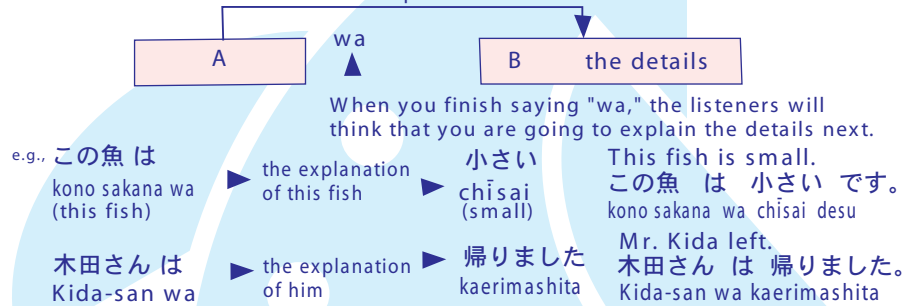 A
wa
B the details
When you finish saying "wa," the listeners will
think that you are going to explain the details next.
e.g., この魚 は
kono sakana wa
(this fish)
the explanation
of this fish
小さい
chīsai
(small)
This fish is small.
この魚 は 小さい です。
kono sakana wa chīsai desu
木田さん は
Kida-san wa
the explanation
of him
帰りました
kaerimashita
Mr. Kida left.
木田さん は 帰りました。
Kida-san wa kaerimashita